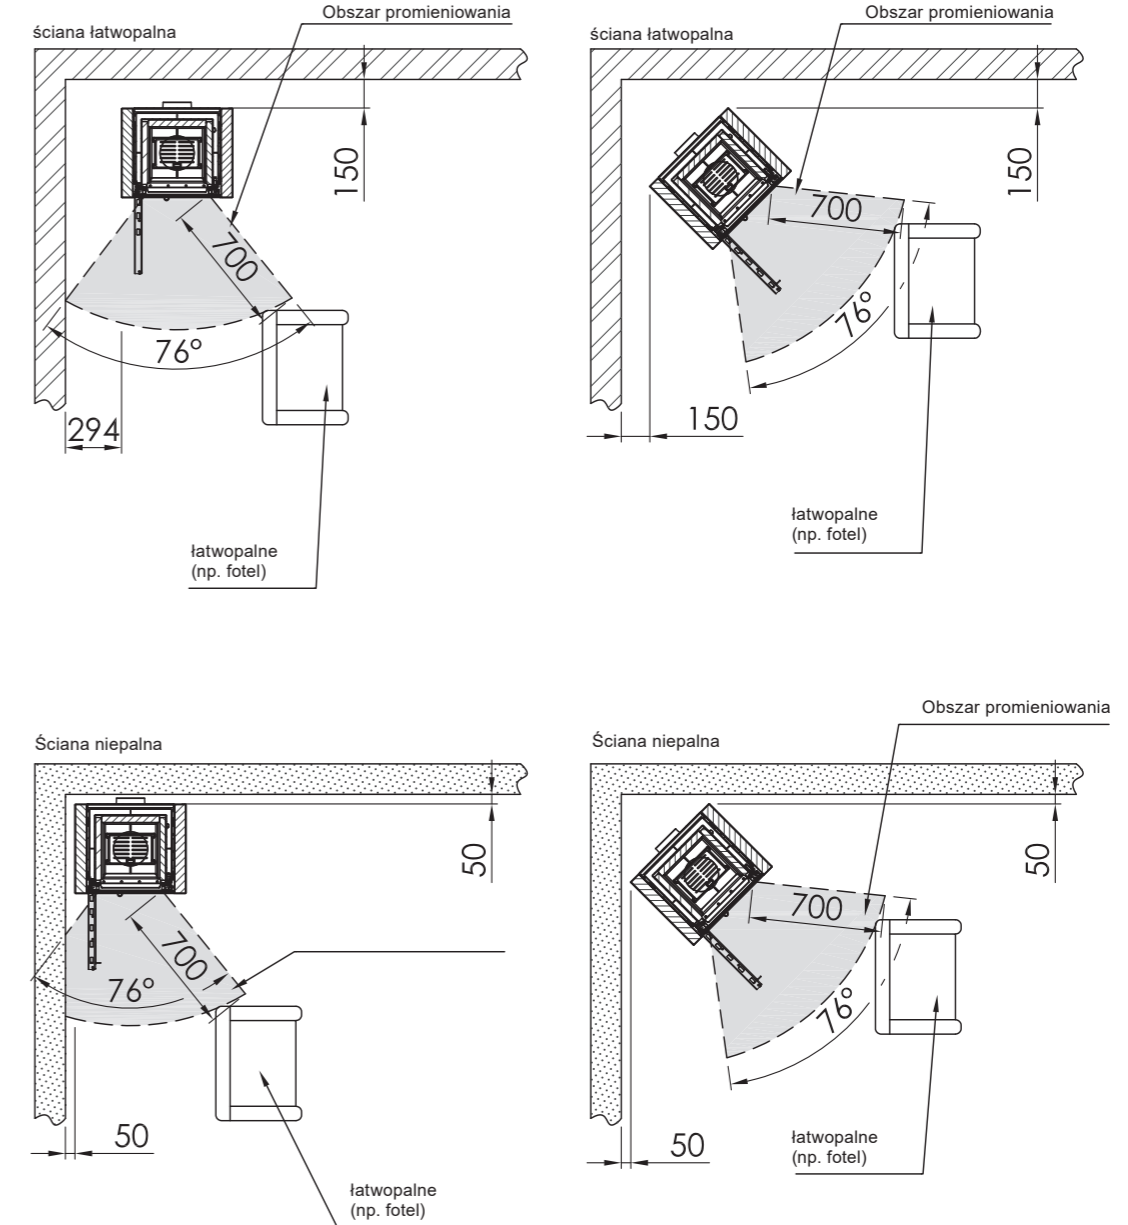 Obszar promieniowania
ściana łatwopalna
150
700
76°
294
łatwopalne
(np. fotel)
Obszar promieniowania
ściana łatwopalna
150
700
76°
150
łatwopalne
(np. fotel)
Ściana niepalna
50
700
76°
50
łatwopalne
(np. fotel)
Obszar promieniowania
Ściana niepalna
50
700
76°
50
łatwopalne
(np. fotel)